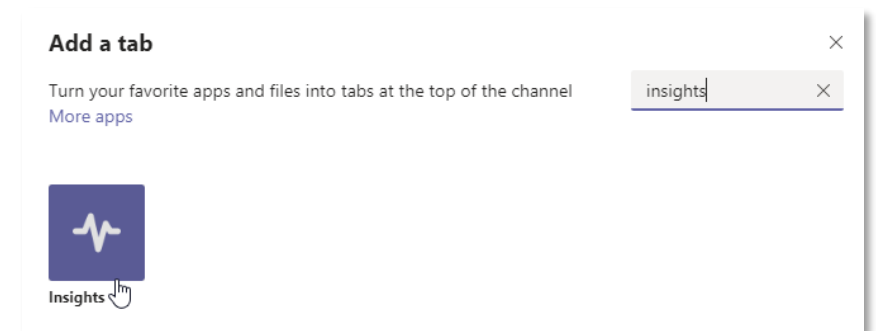 Add a tab
Turn your favorite apps and files into tabs at the top of the channel
insights
More apps
Insights